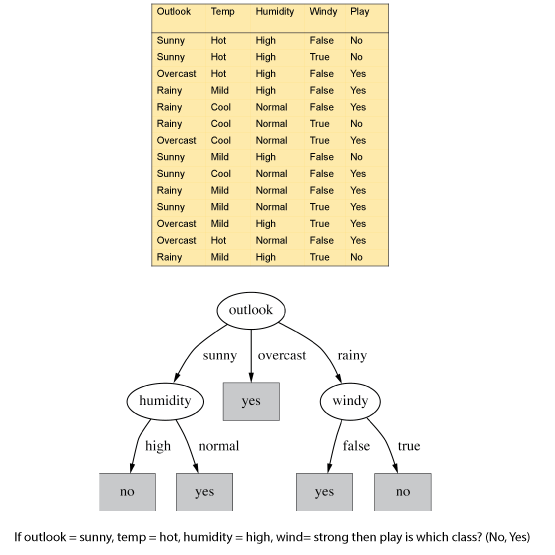 Outlook Temp Humidity Windy Play
Sunny Hot High False No
Sunny Hot High True No
Overcast Hot High False Yes
Rainy Mild High False Yes
Rainy Cool Normal False Yes
Rainy Cool Normal True No
Overcast Cool Normal True Yes
Sunny Mild High False No
Sunny Cool Normal False Yes
Rainy Mild Normal False Yes
Sunny Mild Normal True Yes
Overcast Mild High True Yes
Overcast Hot Normal False Yes
Rainy Mild High True No
outlook
sunny overcast rainy
humidity yes windy
high normal false true
no yes yes no
If outlook = sunny, temp = hot, humidity = high, wind= strong then play is which class? (No, Yes)